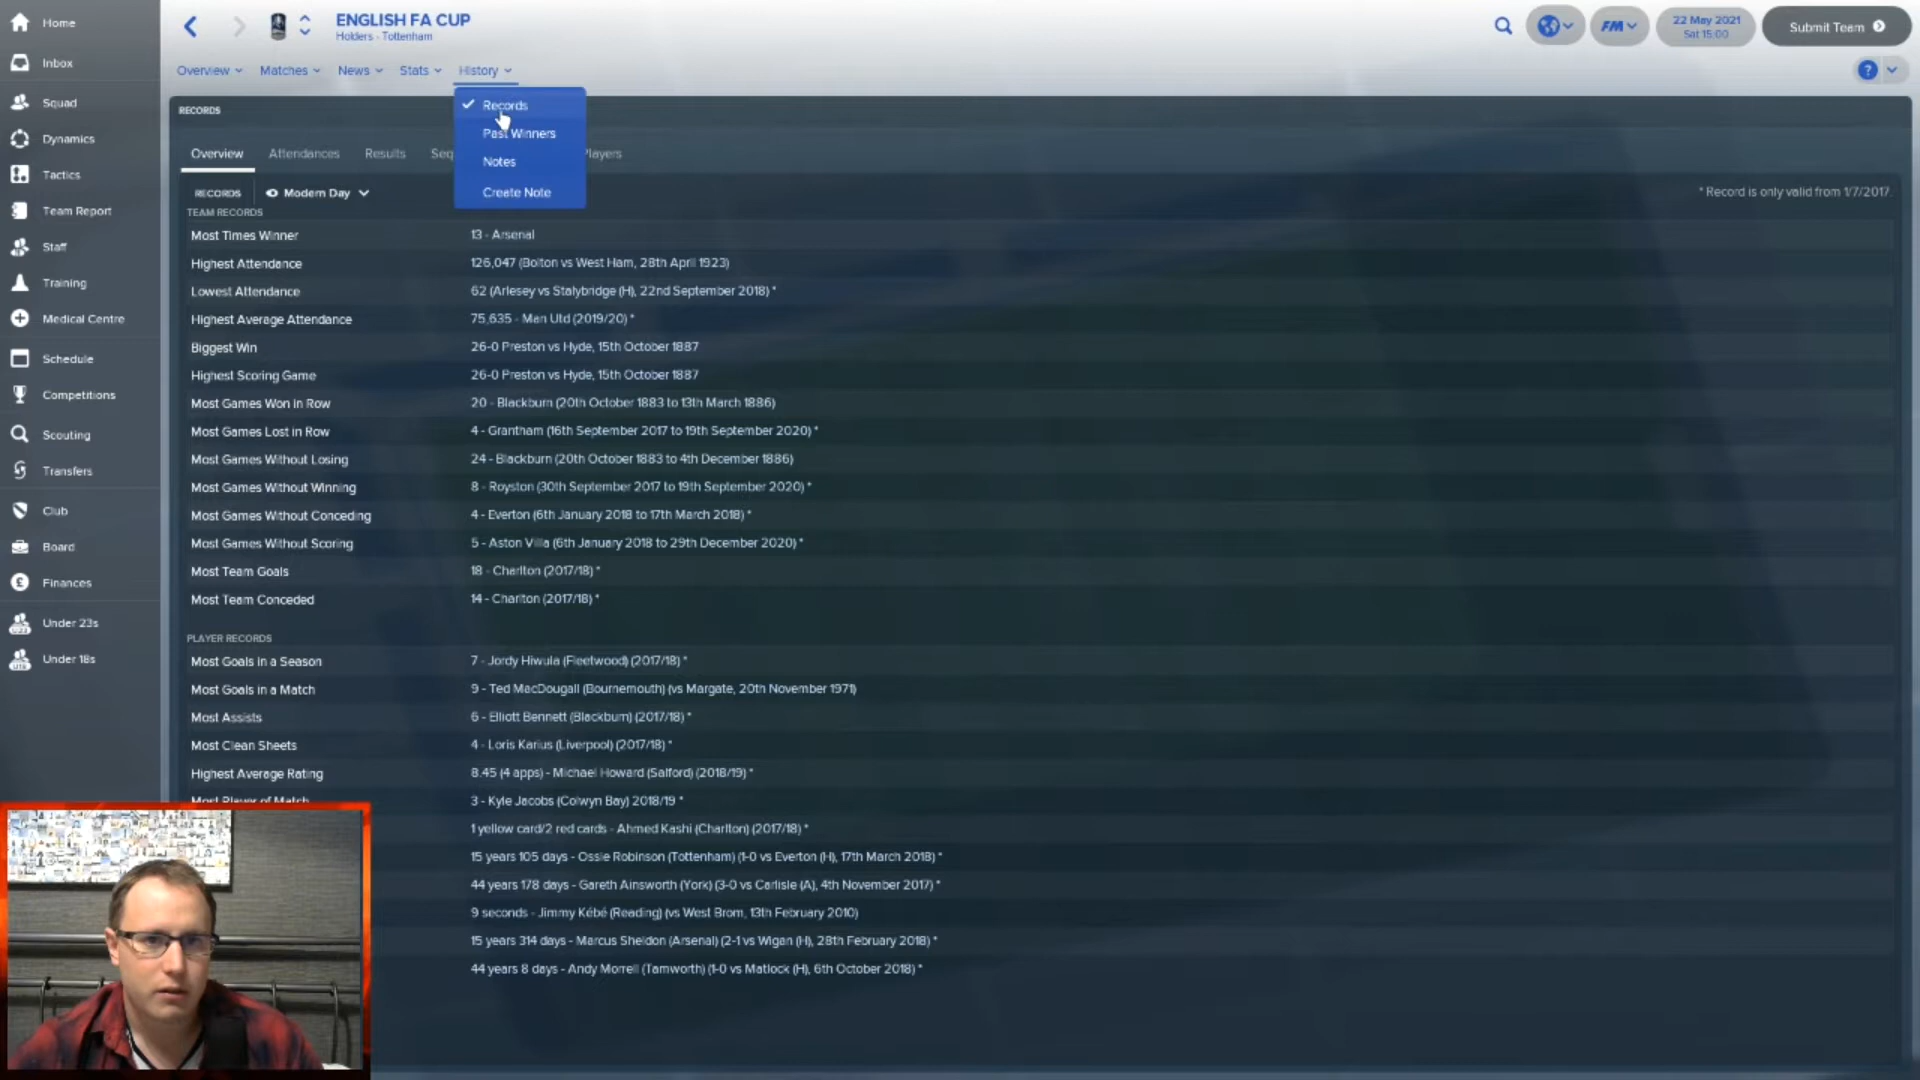 Home
Inbox
Squad
Dynamics
Tactics
Team Report
Staff
Training
Medical Centre
Schedule
Competitions
Scouting
Transfers
Club
Board
Finances
Under 23s
Under 18s
ENGLISH FA CUP
Holders - Tottenham
FM
22 May 2021
Sat 15:00
Submit Team
Overview
Matches
News
Stats
History
?
Records
Past Winners
Notes
Create Note
RECORDS
Overview
Attendances
Results
RECORDS
Modern Day
* Record is only valid from 1/7/2017.
TEAM RECORDS
Most Times Winner 13 - Arsenal
Highest Attendance 126,047 (Bolton vs West Ham, 28th April 1923)
Lowest Attendance 62 (Arlesey vs Stalybridge (H), 22nd September 2018) *
Highest Average Attendance 75,635 - Man Utd (2019/20) *
Biggest Win 26-0 Preston vs Hyde, 15th October 1887
Highest Scoring Game 26-0 Preston vs Hyde, 15th October 1887
Most Games Won in Row 20 - Blackburn (20th October 1883 to 13th March 1886)
Most Games Lost in Row 4 - Grantham (16th September 2017 to 19th September 2020) *
Most Games Without Losing 24 - Blackburn (20th October 1883 to 4th December 1886)
Most Games Without Winning 8 - Royston (30th September 2017 to 19th September 2020) *
Most Games Without Conceding 4 - Everton (6th January 2018 to 17th March 2018) *
Most Games Without Scoring 5 - Aston Villa (6th January 2018 to 29th December 2020) *
Most Team Goals 18 - Charlton (2017/18) *
Most Team Conceded 14 - Charlton (2017/18) *
PLAYER RECORDS
Most Goals in a Season 7 - Jordy Hiwula (Fleetwood) (2017/18) *
Most Goals in a Match 9 - Ted MacDougall (Bournemouth) (vs Margate, 20th November 1971)
Most Assists 6 - Elliott Bennett (Blackburn) (2017/18) *
Most Clean Sheets 4 - Loris Karius (Liverpool) (2017/18) *
Highest Average Rating 8.45 (4 apps) - Michael Howard (Salford) (2018/19) *
Most Player of Match 3 - Kyle Jacobs (Colwyn Bay) 2018/19 *
1 yellow card/2 red cards - Ahmed Kashi (Charlton) (2017/18) *
15 years 105 days - Ossie Robinson (Tottenham) (1-0 vs Everton (H), 17th March 2018) *
44 years 178 days - Gareth Ainsworth (York) (3-0 vs Carlisle (A), 4th November 2017) *
9 seconds - Jimmy Kébé (Reading) (vs West Brom, 13th February 2010)
15 years 314 days - Marcus Sheldon (Arsenal) (2-1 vs Wigan (H), 28th February 2018) *
44 years 8 days - Andy Morrell (Tamworth) (1-0 vs Matlock (H), 6th October 2018) *